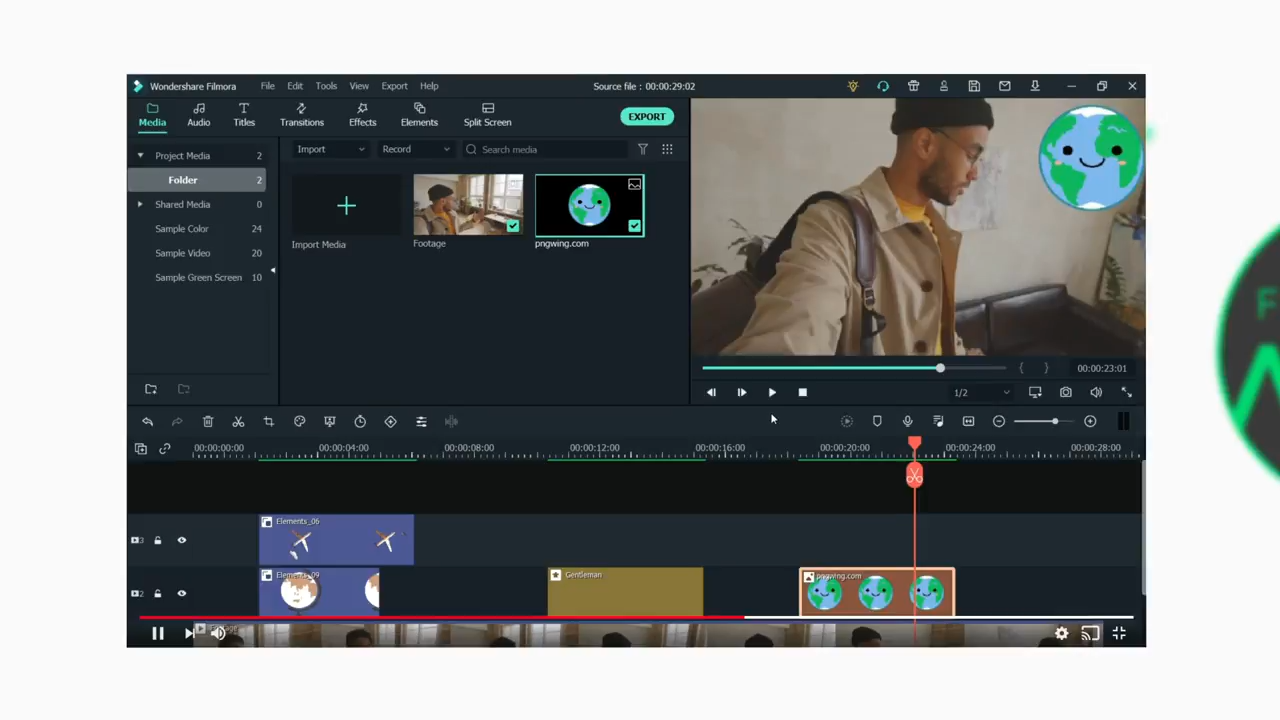 Wondershare Filmora File Edit Tools View Export Help Source file : 00:00:29:02
Media Audio Titles Transitions Effects Elements Split Screen EXPORT
Project Media 2
Folder 2
Shared Media 0
Sample Color 24
Sample Video 20
Sample Green Screen 10
Import Record Search media
Import Media
Footage
pngwing.com
00:00:23:01
1/2
00:00:00:00 00:00:04:00 00:00:08:00 00:00:12:00 00:00:16:00 00:00:20:00 00:00:24:00 00:00:28:00
3
Elements_06
2
Elements_09
Gentleman
pngwing.com
Footage